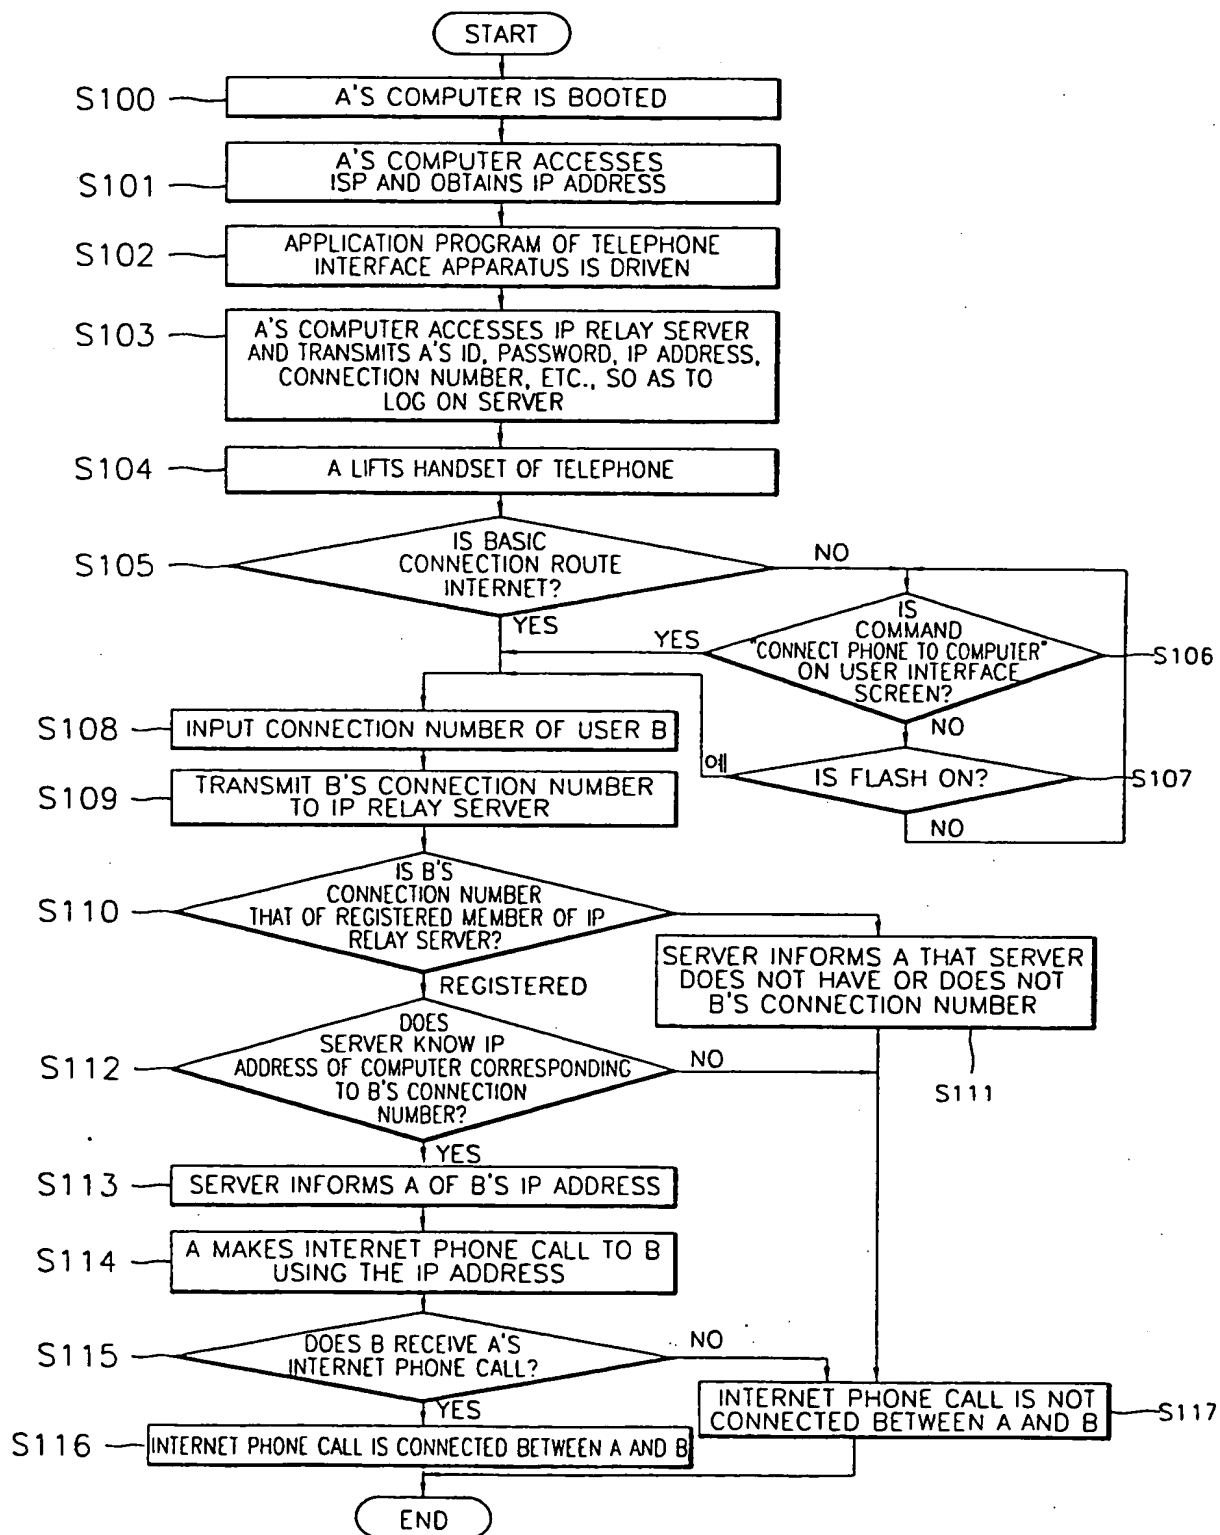 START
S100
A'S COMPUTER IS BOOTED
S101
A'S COMPUTER ACCESSES
ISP AND OBTAINS IP ADDRESS
S102
APPLICATION PROGRAM OF TELEPHONE
INTERFACE APPARATUS IS DRIVEN
S103
A'S COMPUTER ACCESSES IP RELAY SERVER
AND TRANSMITS A'S ID, PASSWORD, IP ADDRESS,
CONNECTION NUMBER, ETC., SO AS TO
LOG ON SERVER
S104
A LIFTS HANDSET OF TELEPHONE
S105
IS BASIC
CONNECTION ROUTE
INTERNET?
NO
YES
IS
COMMAND
"CONNECT PHONE TO COMPUTER"
ON USER INTERFACE
SCREEN?
YES
S106
NO
S108
INPUT CONNECTION NUMBER OF USER B
예
IS FLASH ON?
S107
NO
S109
TRANSMIT B'S CONNECTION NUMBER
TO IP RELAY SERVER
S110
IS B'S
CONNECTION NUMBER
THAT OF REGISTERED MEMBER OF IP
RELAY SERVER?
REGISTERED
SERVER INFORMS A THAT SERVER
DOES NOT HAVE OR DOES NOT
B'S CONNECTION NUMBER
S111
S112
DOES
SERVER KNOW IP
ADDRESS OF COMPUTER CORRESPONDING
TO B'S CONNECTION
NUMBER?
NO
YES
S113
SERVER INFORMS A OF B'S IP ADDRESS
S114
A MAKES INTERNET PHONE CALL TO B
USING THE IP ADDRESS
S115
DOES B RECEIVE A'S
INTERNET PHONE CALL?
NO
YES
S116
INTERNET PHONE CALL IS CONNECTED BETWEEN A AND B
INTERNET PHONE CALL IS NOT
CONNECTED BETWEEN A AND B
S117
END